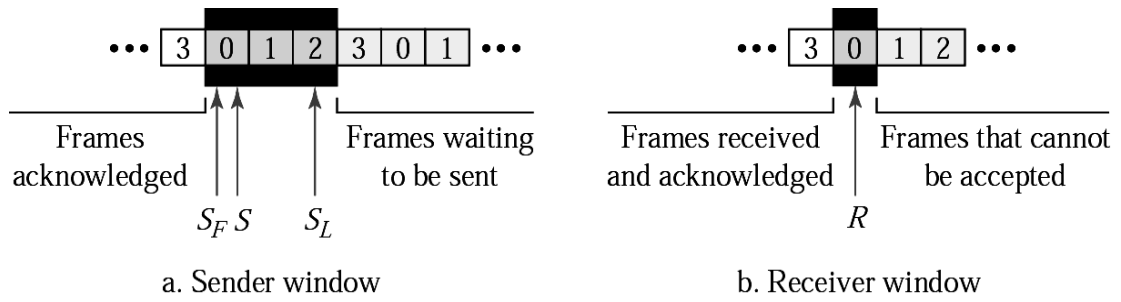 ••• 3 0 1 2 3 0 1 •••
Frames
acknowledged
Frames waiting
to be sent
S_F S S_L
a. Sender window
••• 3 0 1 2 •••
Frames received
and acknowledged
Frames that cannot
be accepted
R
b. Receiver window